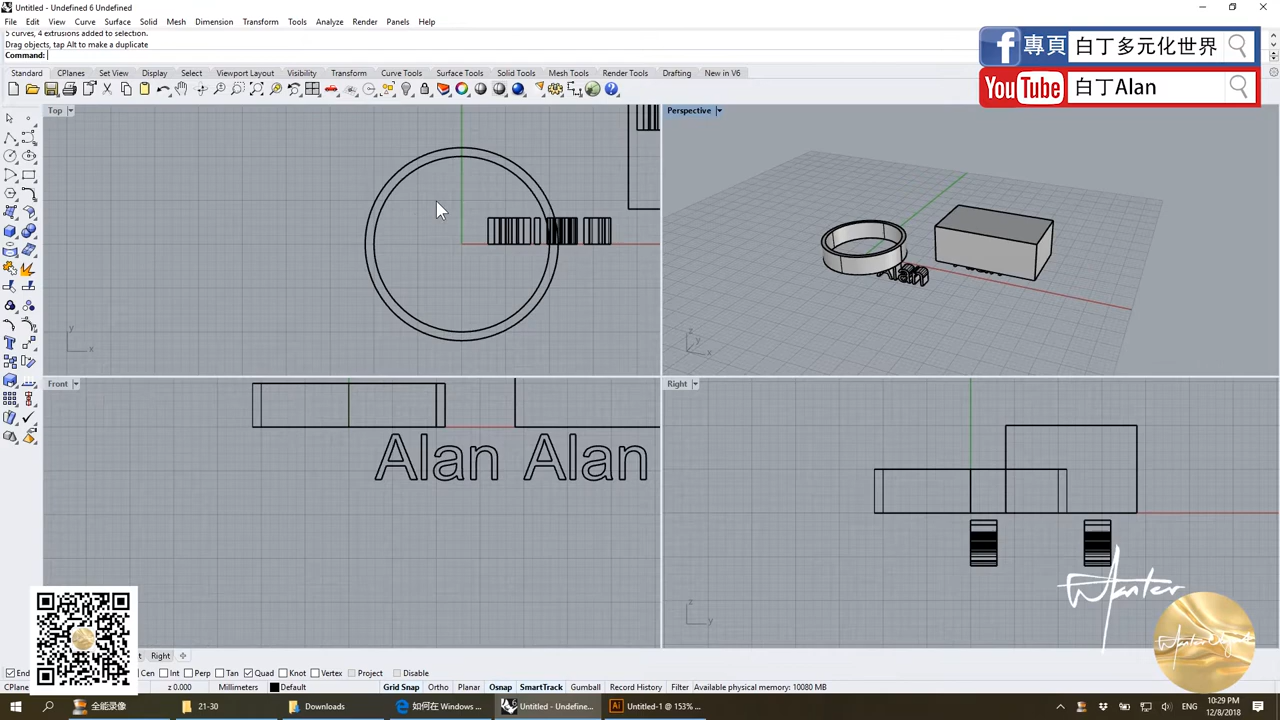 Untitled - Undefined 6 Undefined
File Edit View Curve Surface Solid Mesh Dimension Transform Tools Analyze Render Panels Help
5 curves, 4 extrusions added to selection.
Drag objects, tap Alt to make a duplicate
Command:
專頁 白丁多元化世界
YouTube 白丁Alan
Standard CPlanes Set View Display Select Viewport Layout Visibility Transform Curve Tools Surface Tools Solid Tools Mesh Tools Render Tools Drafting New in V6
Top
Perspective
Alan
y
x
z
x
Front
Right
Alan Alan
z
y
Wanter
Right
End Cen Int Perp Tan Quad Knot Vertex Project Disable
CPlane z 0.000 Millimeters Default Grid Snap Ortho Planar Osnap SmartTrack Gumball Record History Filter Available physical memory: 10080 MB
全能录像 21-30 Downloads 如何在 Windows ... Untitled - Undefine... Untitled-1 @ 153% ...
10:29 PM
12/8/2018